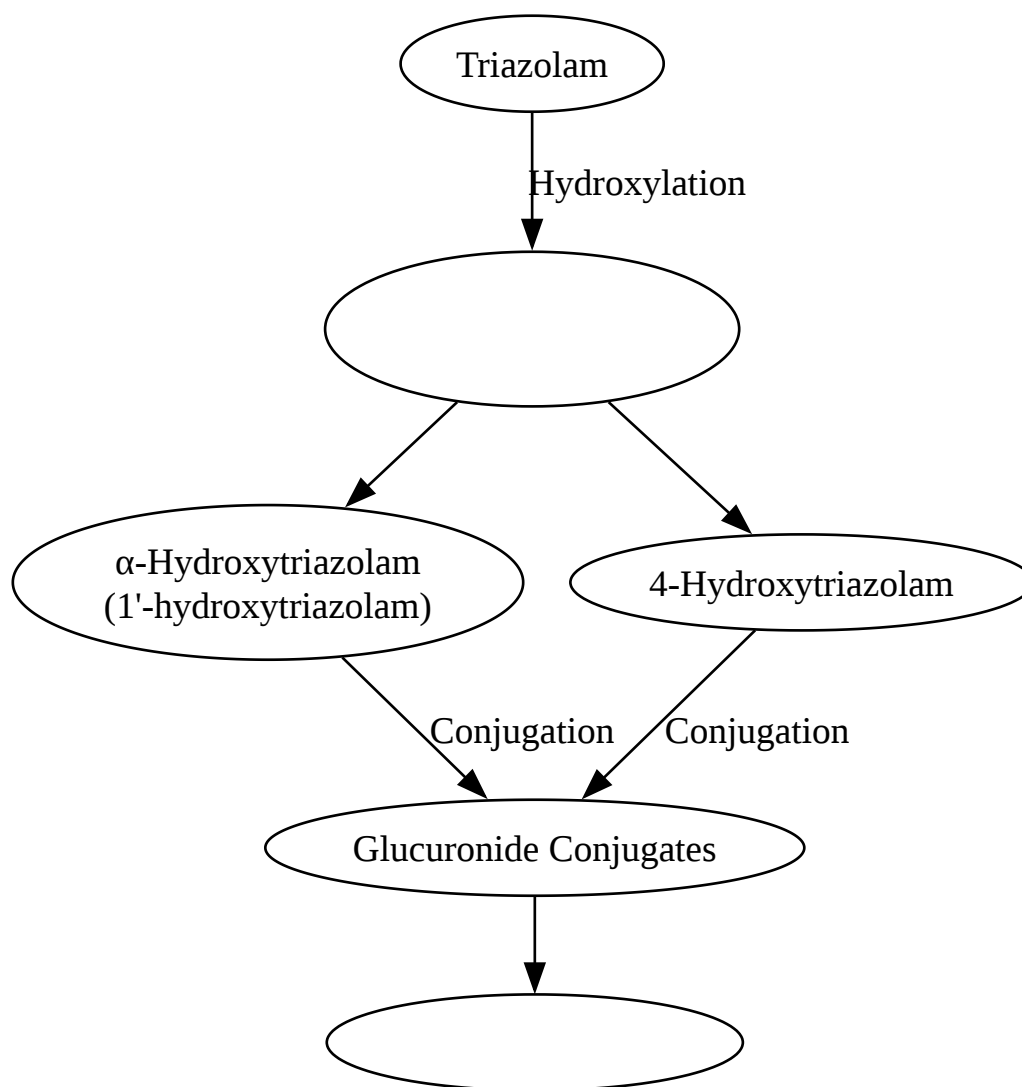 Triazolam
Hydroxylation
α-Hydroxytriazolam
(1'-hydroxytriazolam)
4-Hydroxytriazolam
Conjugation
Conjugation
Glucuronide Conjugates